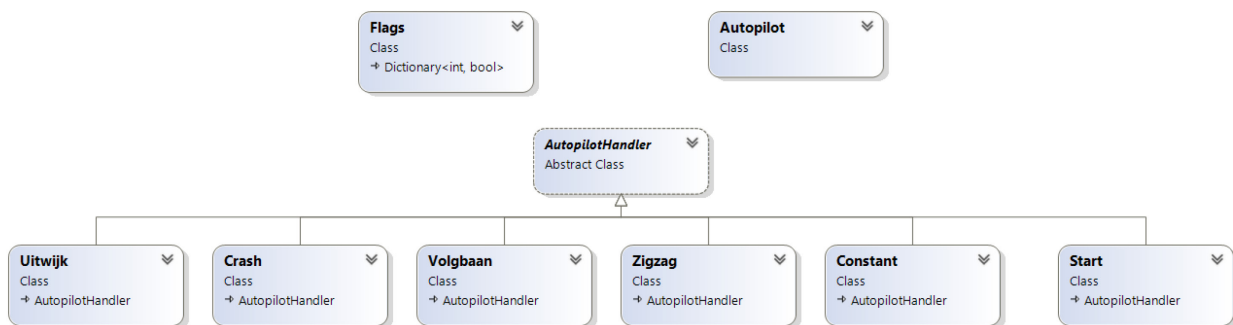 Flags
Class
Dictionary<int, bool>
Autopilot
Class
AutopilotHandler
Abstract Class
Uitwijk
Class
AutopilotHandler
Crash
Class
AutopilotHandler
Volgbaan
Class
AutopilotHandler
Zigzag
Class
AutopilotHandler
Constant
Class
AutopilotHandler
Start
Class
AutopilotHandler